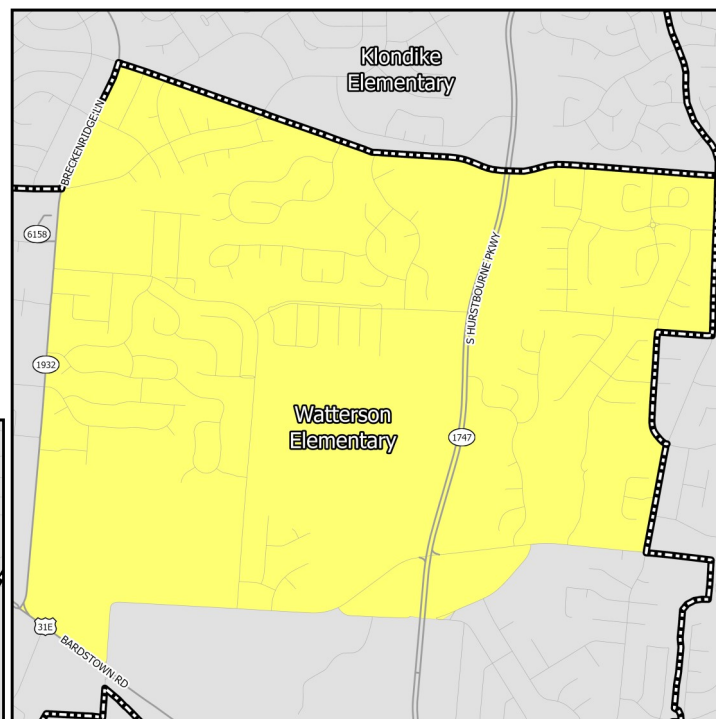 Klondike
Elementary
BRECKENRIDGE LN
6158
S HURSTBOURNE PKWY
1932
Watterson
Elementary
1747
31E
BARDSTOWN RD